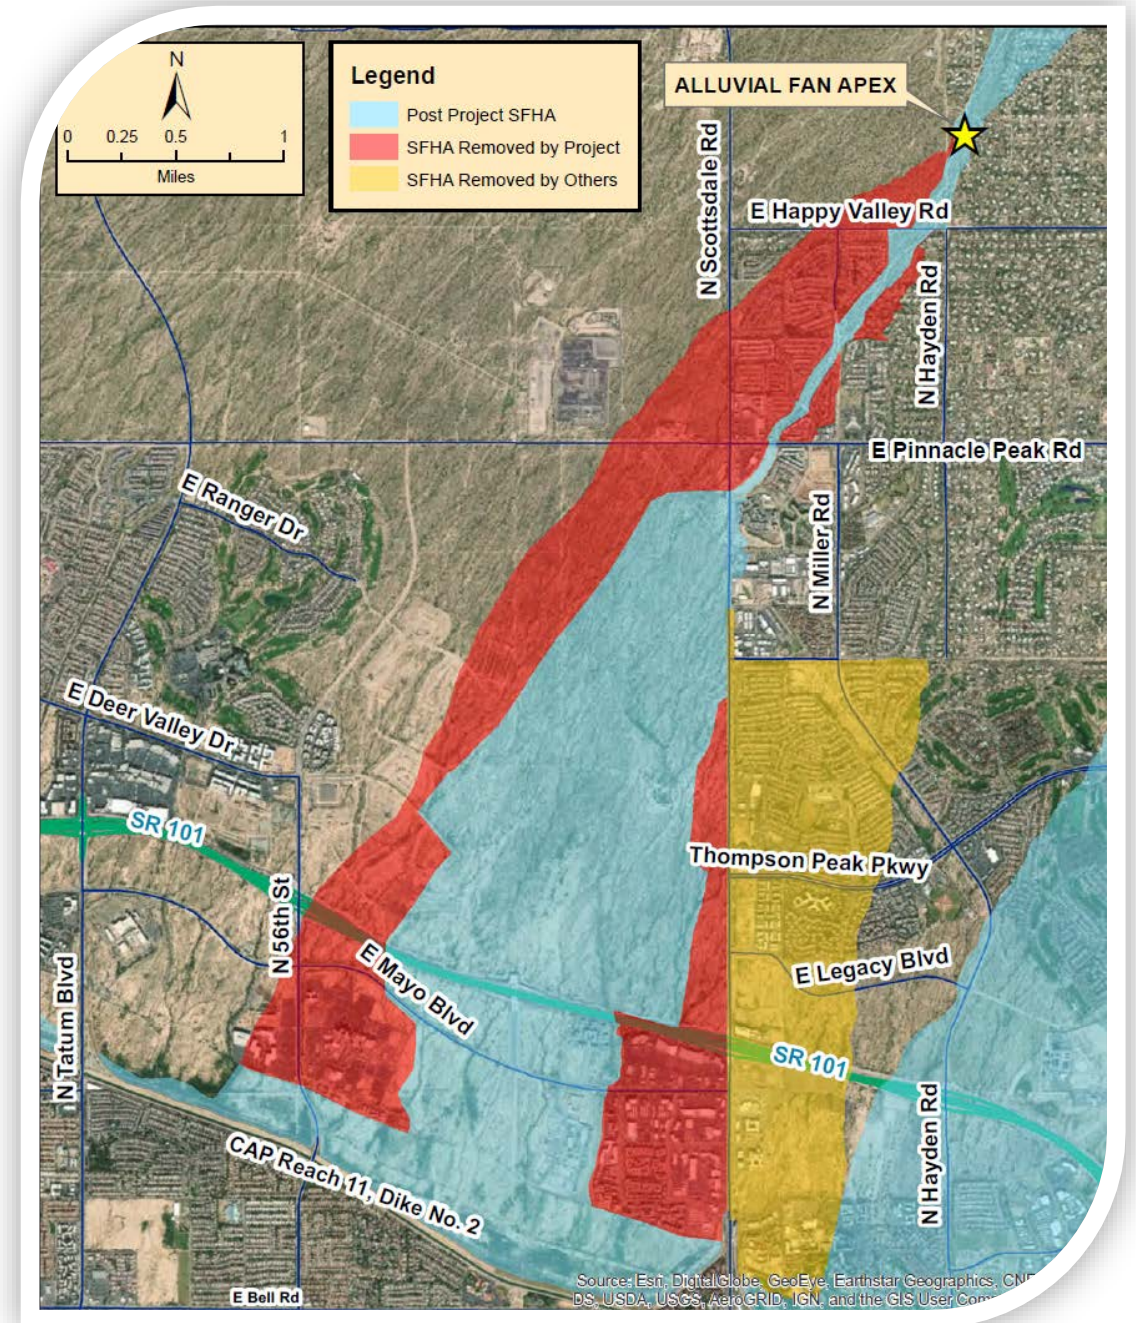 N
0 0.25 0.5 1
Miles
Legend
Post Project SFHA
SFHA Removed by Project
SFHA Removed by Others
ALLUVIAL FAN APEX
N Scottsdale Rd
E Happy Valley Rd
N Hayden Rd
E Pinnacle Peak Rd
E Ranger Dr
N Miller Rd
E Deer Valley Dr
SR 101
Thompson Peak Pkwy
N 56th St
E Mayo Blvd
E Legacy Blvd
N Tatum Blvd
SR 101
N Hayden Rd
CAP Reach 11, Dike No. 2
E Bell Rd
Source: Esri, DigitalGlobe, GeoEye, Earthstar Geographics,
DS, USDA, USGS, AeroGRID, IGN, and the GIS User